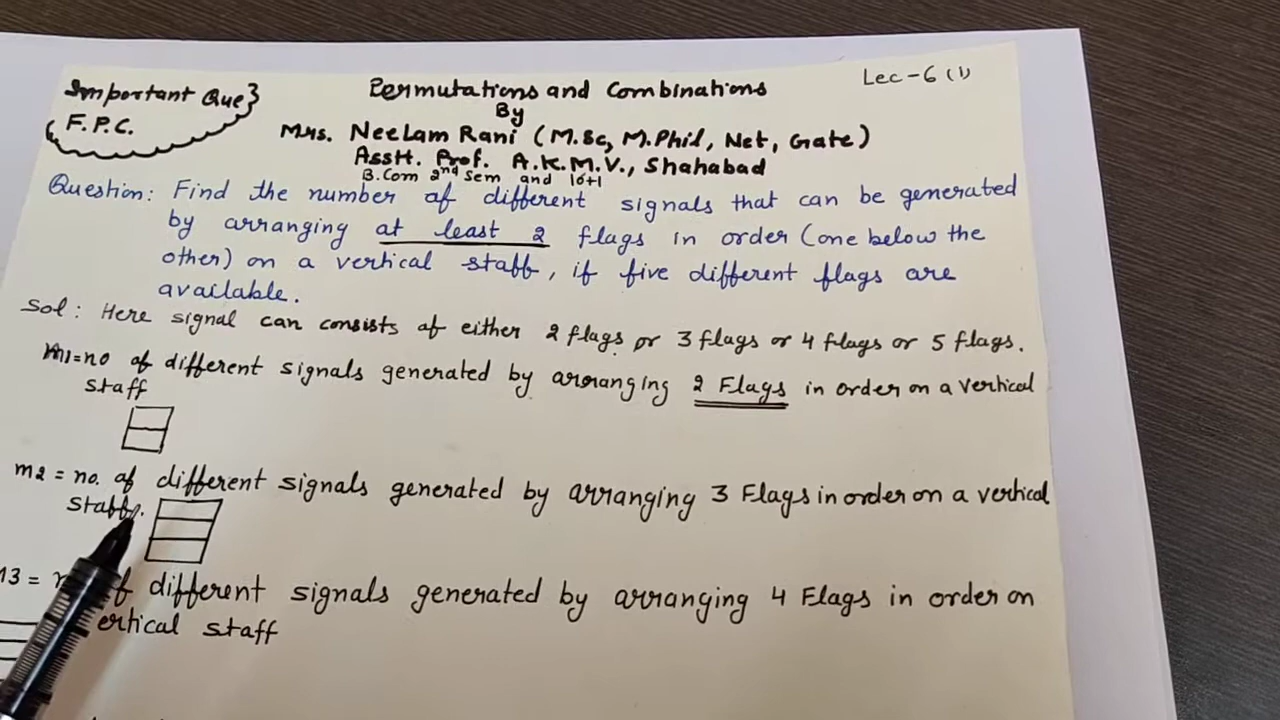 Important Que}
F.P.C.
Lec-6(1)
Permutations and Combinations
By
Mrs. Neelam Rani (M.Sc, M.Phil, Net, Gate)
Asstt. Prof. A.K.M.V., Shahabad
B.Com 2nd Sem and 10+1
Question: Find the number of different signals that can be generated
by arranging at least 2 flags in order (one below the
other) on a vertical staff, if five different flags are
available.
Sol: Here signal can consists of either 2 flags or 3 flags or 4 flags or 5 flags.
m1=no of different signals generated by arranging 2 Flags in order on a vertical
staff
m2 = no. of different signals generated by arranging 3 Flags in order on a vertical
staff.
3 = of different signals generated by arranging 4 Flags in order on
ertical staff